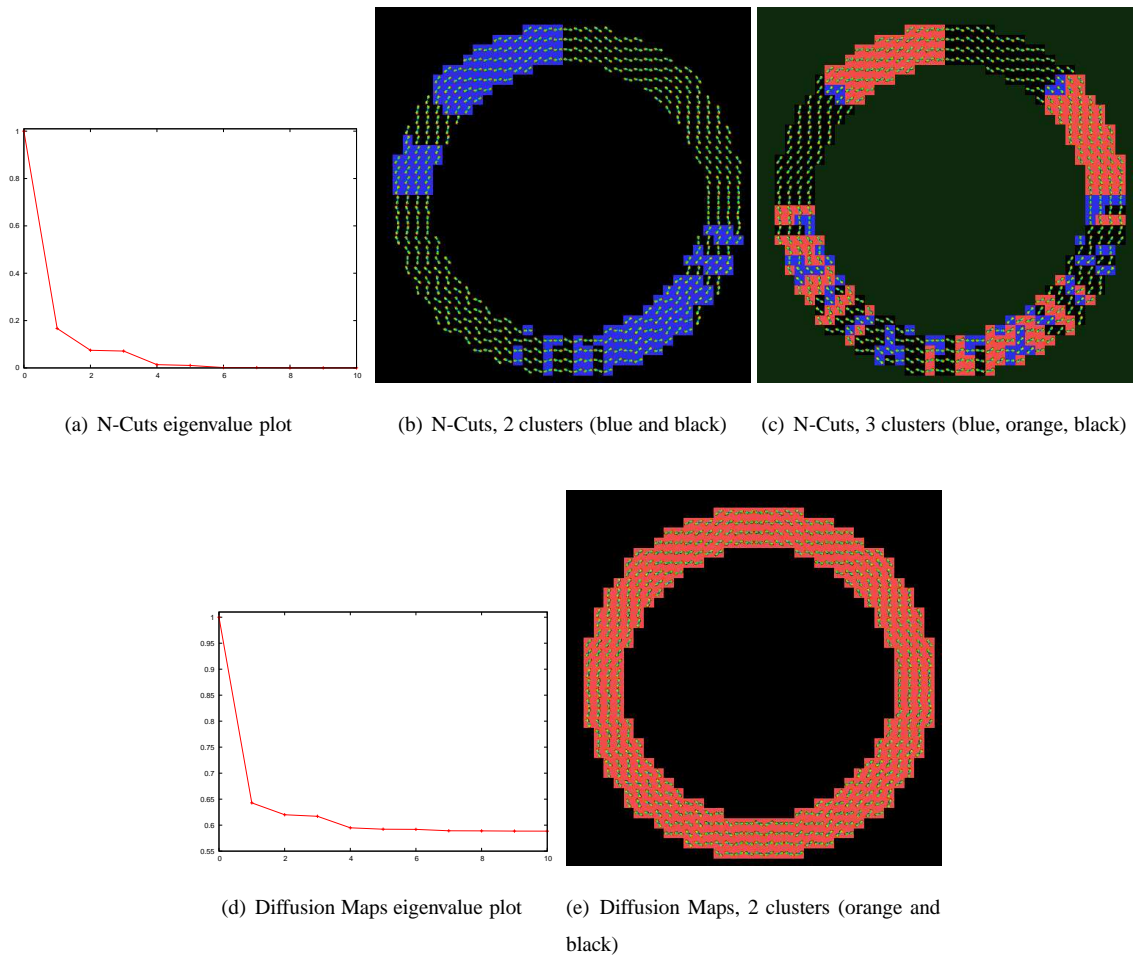 1
0.8
0.6
0.4
0.2
0
0 2 4 6 8 10
(a) N-Cuts eigenvalue plot
(b) N-Cuts, 2 clusters (blue and black)
(c) N-Cuts, 3 clusters (blue, orange, black)
1
0.95
0.9
0.85
0.8
0.75
0.7
0.65
0.6
0.55
0 2 4 6 8 10
(d) Diffusion Maps eigenvalue plot
(e) Diffusion Maps, 2 clusters (orange and
black)